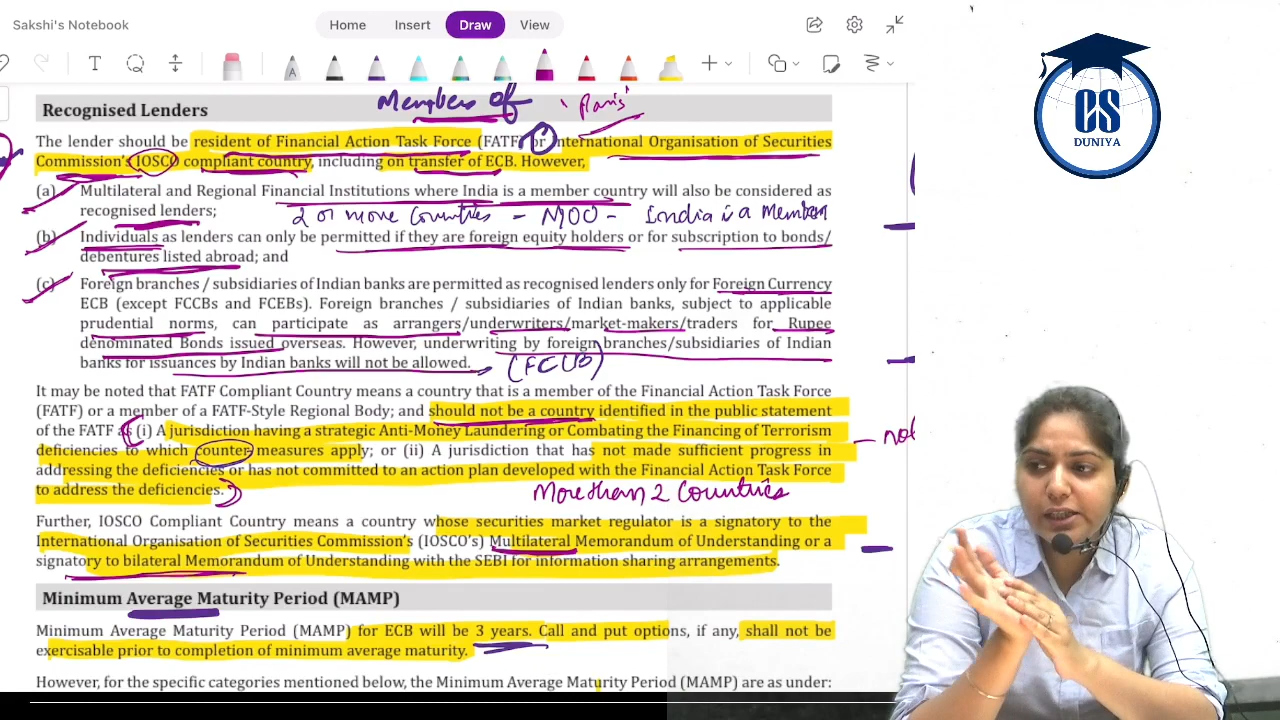 Sakshi's Notebook
Home Insert Draw View
Members of 'Paris'
Recognised Lenders
The lender should be resident of Financial Action Task Force (FATF) or International Organisation of Securities
Commission's (IOSCO) compliant country, including on transfer of ECB. However,
(a) Multilateral and Regional Financial Institutions where India is a member country will also be considered as
recognised lenders;
2 or more Countries - MOU - India is a Member
(b) Individuals as lenders can only be permitted if they are foreign equity holders or for subscription to bonds/
debentures listed abroad; and
(c) Foreign branches / subsidiaries of Indian banks are permitted as recognised lenders only for Foreign Currency
ECB (except FCCBs and FCEBs). Foreign branches / subsidiaries of Indian banks, subject to applicable
prudential norms, can participate as arrangers/underwriters/market-makers/traders for Rupee
denominated Bonds issued overseas. However, underwriting by foreign branches/subsidiaries of Indian
banks for issuances by Indian banks will not be allowed.
It may be noted that FATF Compliant Country means a country that is a member of the Financial Action Task Force
(FATF) or a member of a FATF-Style Regional Body; and should not be a country identified in the public statement
of the FATF as (i) A jurisdiction having a strategic Anti-Money Laundering or Combating the Financing of Terrorism
deficiencies to which counter-measures apply; or (ii) A jurisdiction that has not made sufficient progress in
addressing the deficiencies or has not committed to an action plan developed with the Financial Action Task Force
to address the deficiencies.
More than 2 Countries
Further, IOSCO Compliant Country means a country whose securities market regulator is a signatory to the
International Organisation of Securities Commission's (IOSCO's) Multilateral Memorandum of Understanding or a
signatory to bilateral Memorandum of Understanding with the SEBI for information sharing arrangements.
Minimum Average Maturity Period (MAMP)
Minimum Average Maturity Period (MAMP) for ECB will be 3 years. Call and put options, if any, shall not be
exercisable prior to completion of minimum average maturity.
However, for the specific categories mentioned below, the Minimum Average Maturity Period (MAMP) are as under:
CS
DUNIYA